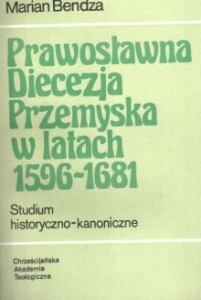 Marian Bendza
Prawosławna
Diecezja
Przemyska
w latach
1596-1681
Studium
historyczno-kanoniczne
Chrześcijańska
Akademia
Teologiczna